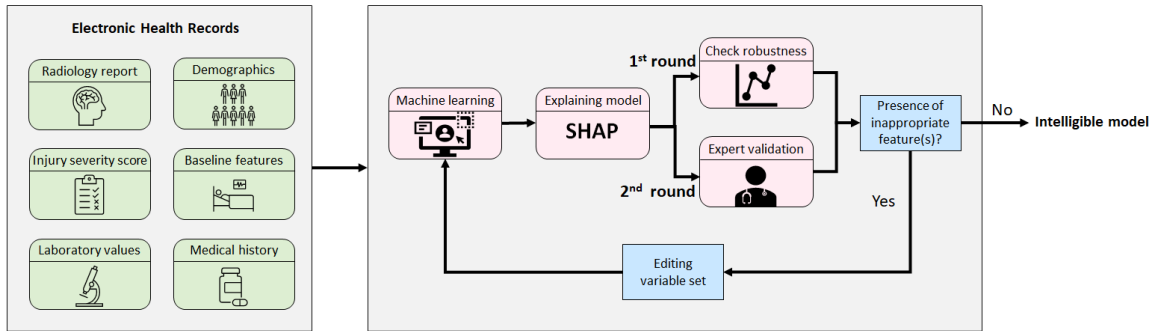 Electronic Health Records
Radiology report
Demographics
Injury severity score
Baseline features
Laboratory values
Medical history
Machine learning
Explaining model
SHAP
1st round
Check robustness
2nd round
Expert validation
Presence of
inappropriate
feature(s)?
No
Intelligible model
Yes
Editing
variable set